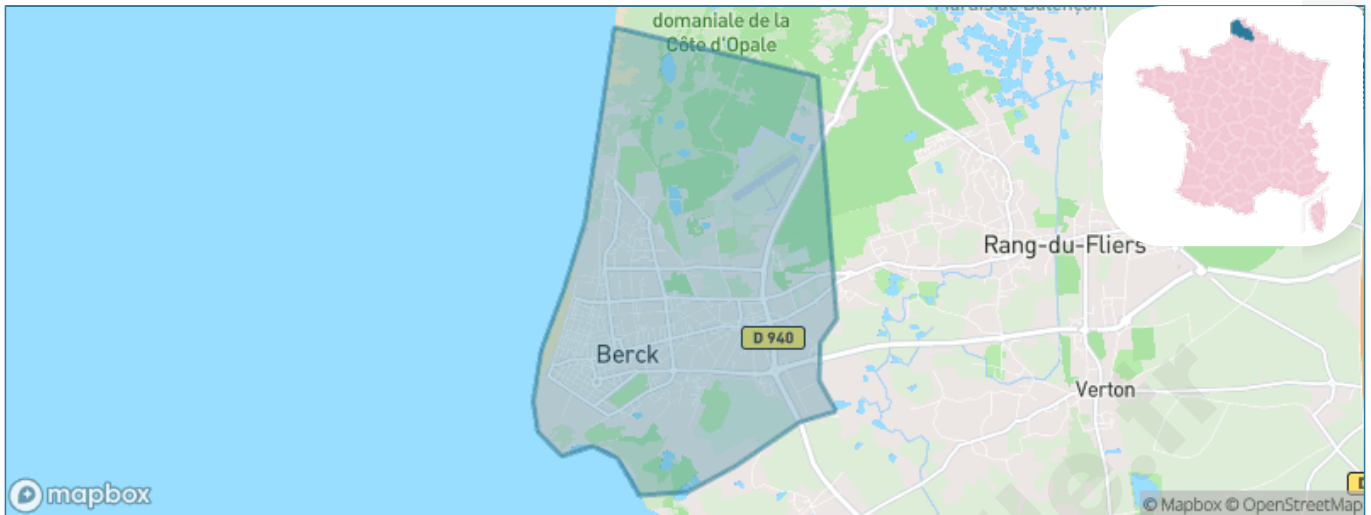 domaniale de la
Côte d'Opale
Rang-du-Fliers
D 940
Berck
Verton
mapbox
© Mapbox © OpenStreetMap